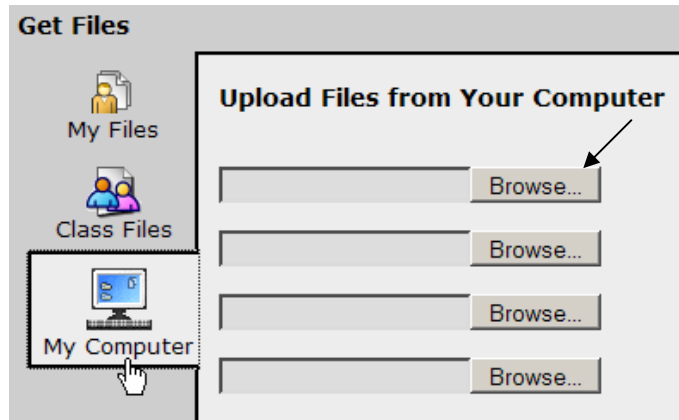 Get Files
My Files
Class Files
My Computer
Upload Files from Your Computer
Browse...
Browse...
Browse...
Browse...